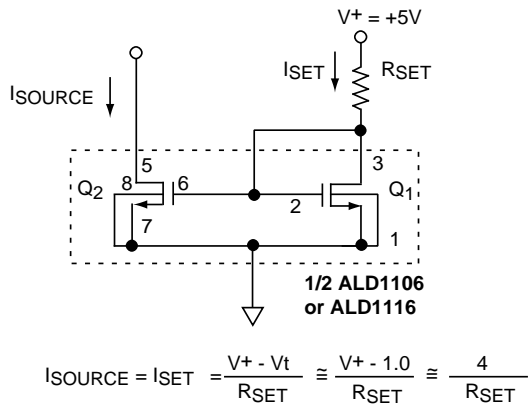 V+ = +5V
ISET
RSET
ISOURCE
5
3
Q2
8
6
2
Q1
7
1
1/2 ALD1106
or ALD1116
ISOURCE = ISET = V+ - Vt / RSET ≅ V+ - 1.0 / RSET ≅ 4 / RSET